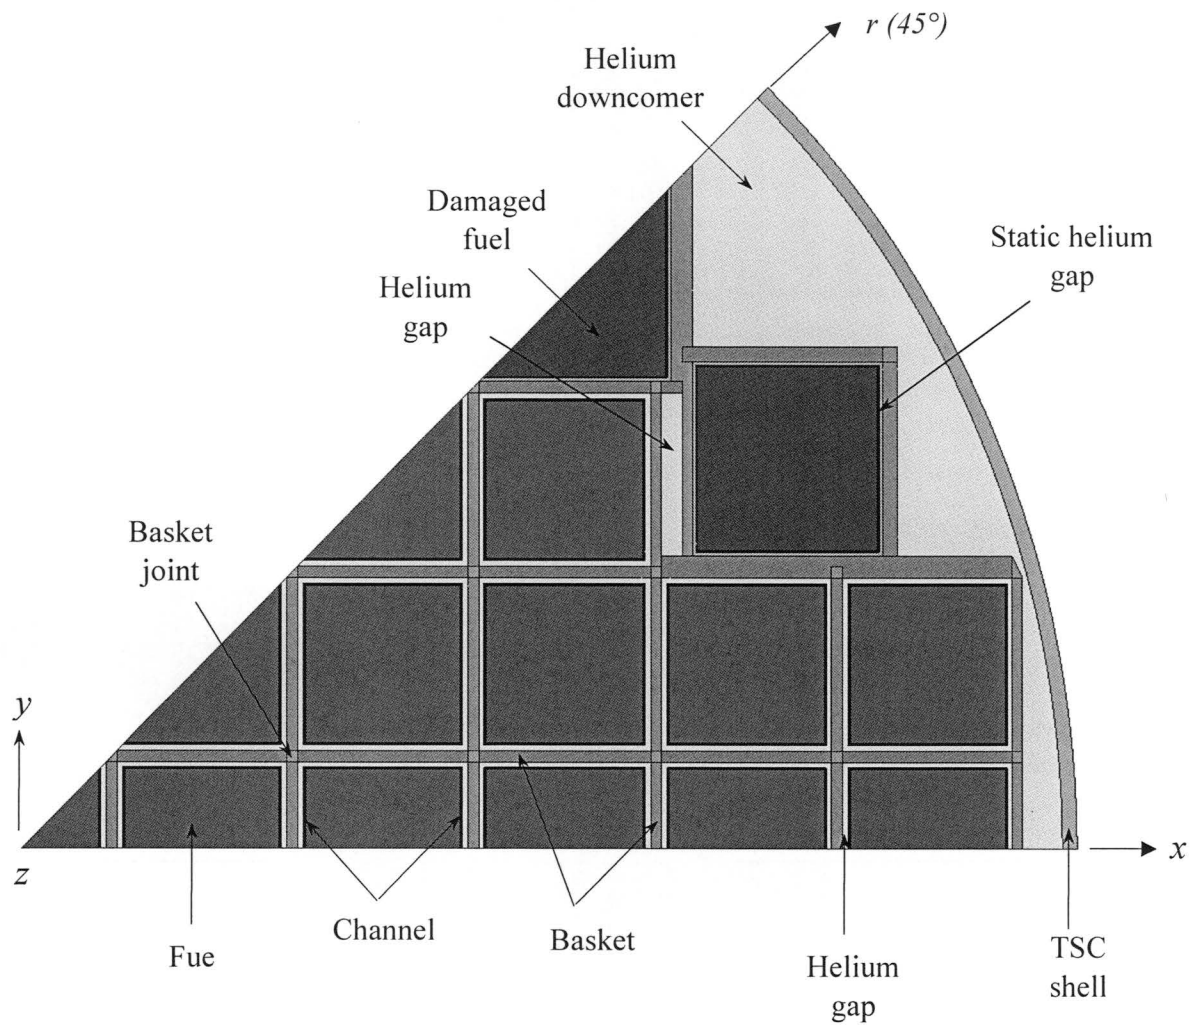 r (45°)
Helium
downcomer
Damaged
fuel
Static helium
gap
Helium
gap
Basket
joint
y
z
x
Channel
Basket
Fue
Helium
gap
TSC
shell